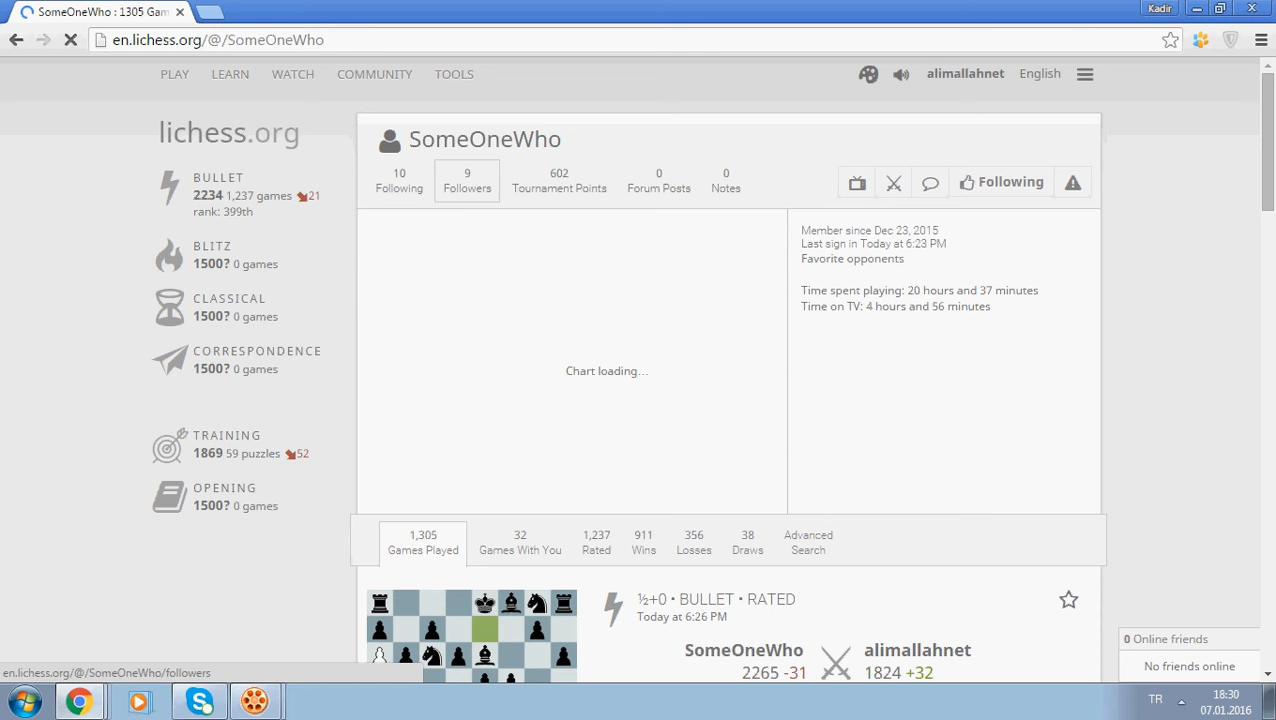 SomeOneWho : 1305 Gam
Kadir
en.lichess.org/@/SomeOneWho
PLAY LEARN WATCH COMMUNITY TOOLS
alimallahnet English
lichess.org
BULLET
2234 1,237 games 21
rank: 399th
BLITZ
1500? 0 games
CLASSICAL
1500? 0 games
CORRESPONDENCE
1500? 0 games
TRAINING
1869 59 puzzles 52
OPENING
1500? 0 games
SomeOneWho
10 9 602 0 0
Following Followers Tournament Points Forum Posts Notes
Following
Chart loading...
Member since Dec 23, 2015
Last sign in Today at 6:23 PM
Favorite opponents
Time spent playing: 20 hours and 37 minutes
Time on TV: 4 hours and 56 minutes
1,305 32 1,237 911 356 38 Advanced
Games Played Games With You Rated Wins Losses Draws Search
½+0 • BULLET • RATED
Today at 6:26 PM
SomeOneWho alimallahnet
2265 -31 1824 +32
0 Online friends
No friends online
en.lichess.org/@/SomeOneWho/followers
TR
18:30
07.01.2016